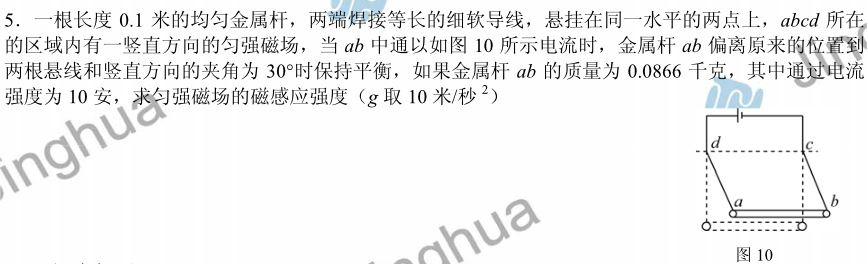 5．一根长度 0.1 米的均匀金属杆，两端焊接等长的细软导线，悬挂在同一水平的两点上，abcd 所在
的区域内有一竖直方向的匀强磁场，当 ab 中通以如图 10 所示电流时，金属杆 ab 偏离原来的位置到
两根悬线和竖直方向的夹角为 30°时保持平衡，如果金属杆 ab 的质量为 0.0866 千克，其中通过电流
强度为 10 安，求匀强磁场的磁感应强度（g 取 10 米/秒²）
d c
a b
图 10
inghua
ghua